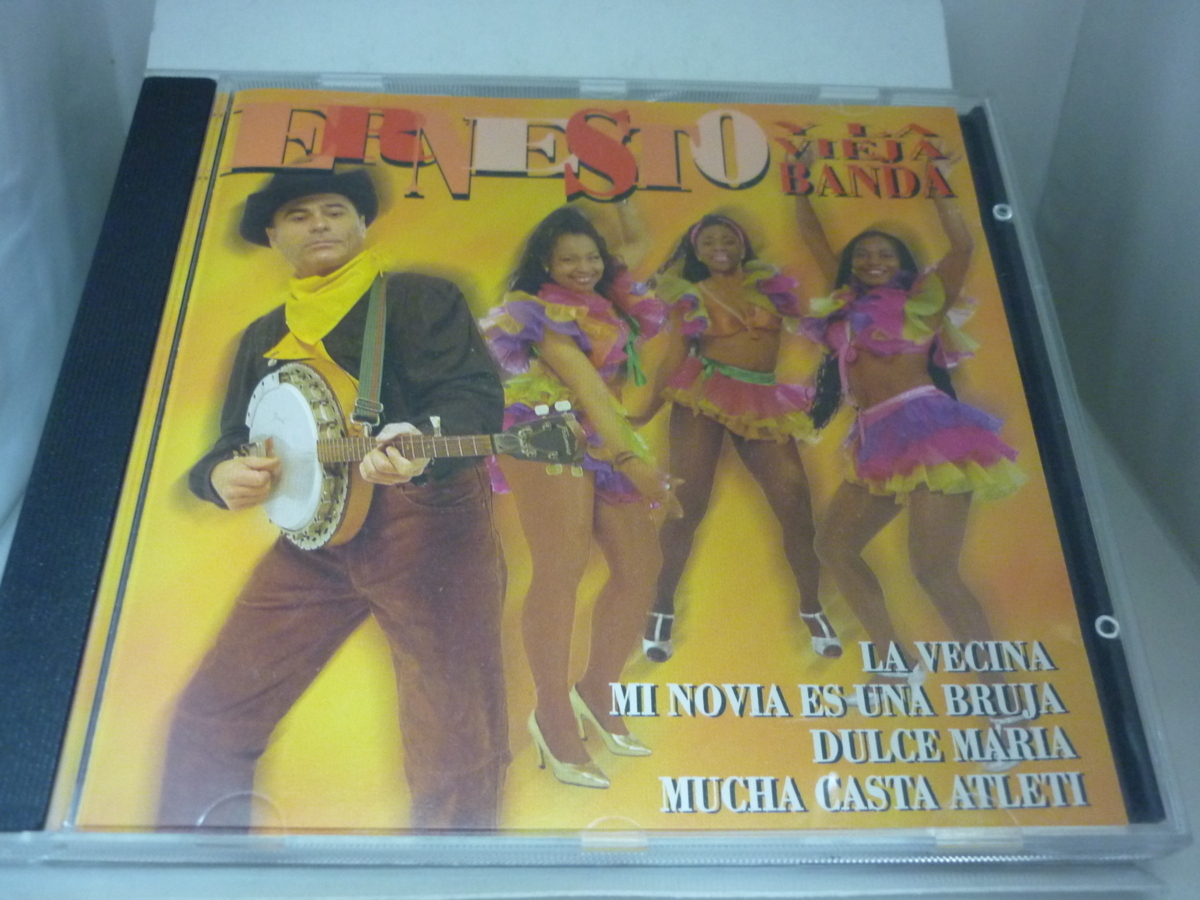 ERNESTO
Y LA
VIEJA
BANDA
LA VECINA
MI NOVIA ES UNA BRUJA
DULCE MARIA
MUCHA CASTA ATLETI